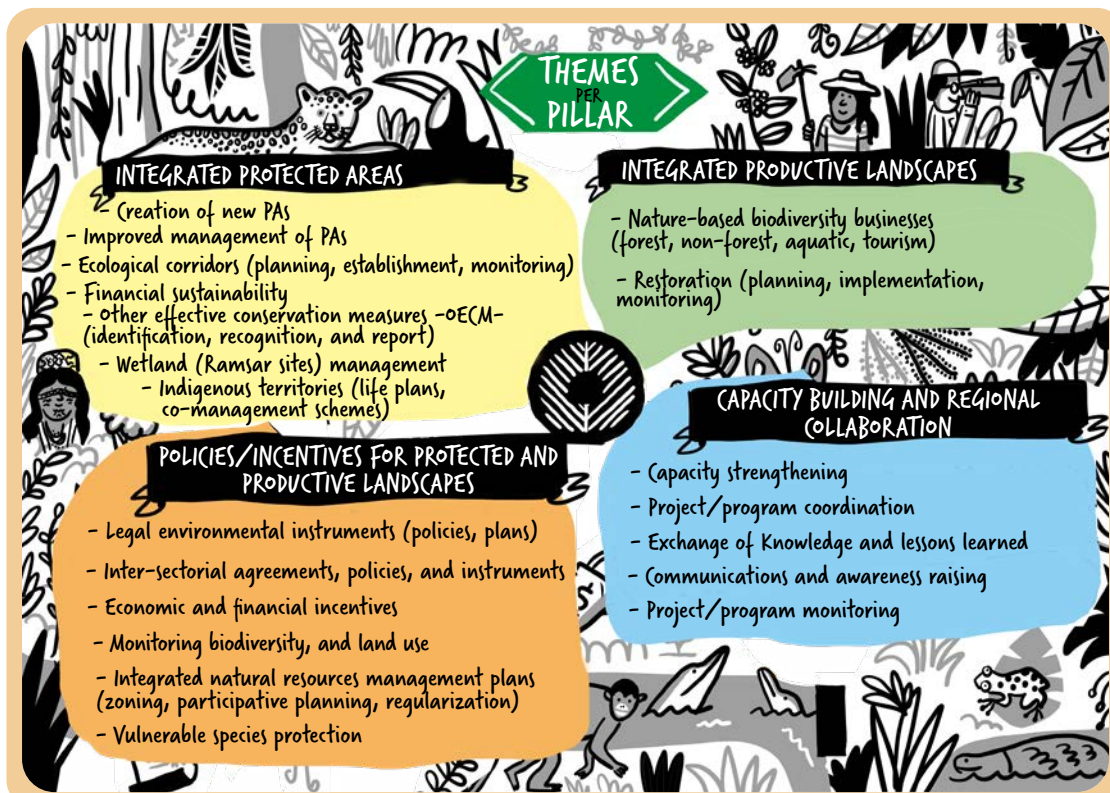 THEMES
PER
PILLAR
INTEGRATED PROTECTED AREAS
- Creation of new PAs
- Improved management of PAs
- Ecological corridors (planning, establishment, monitoring)
- Financial sustainability
- Other effective conservation measures -OECM-
(identification, recognition, and report)
- Wetland (Ramsar sites) management
- Indigenous territories (life plans,
co-management schemes)
INTEGRATED PRODUCTIVE LANDSCAPES
- Nature-based biodiversity businesses
(forest, non-forest, aquatic, tourism)
- Restoration (planning, implementation,
monitoring)
POLICIES/INCENTIVES FOR PROTECTED AND
PRODUCTIVE LANDSCAPES
- Legal environmental instruments (policies, plans)
- Inter-sectorial agreements, policies, and instruments
- Economic and financial incentives
- Monitoring biodiversity, and land use
- Integrated natural resources management plans
(zoning, participative planning, regularization)
- Vulnerable species protection
CAPACITY BUILDING AND REGIONAL
COLLABORATION
- Capacity strengthening
- Project/program coordination
- Exchange of Knowledge and lessons learned
- Communications and awareness raising
- Project/program monitoring